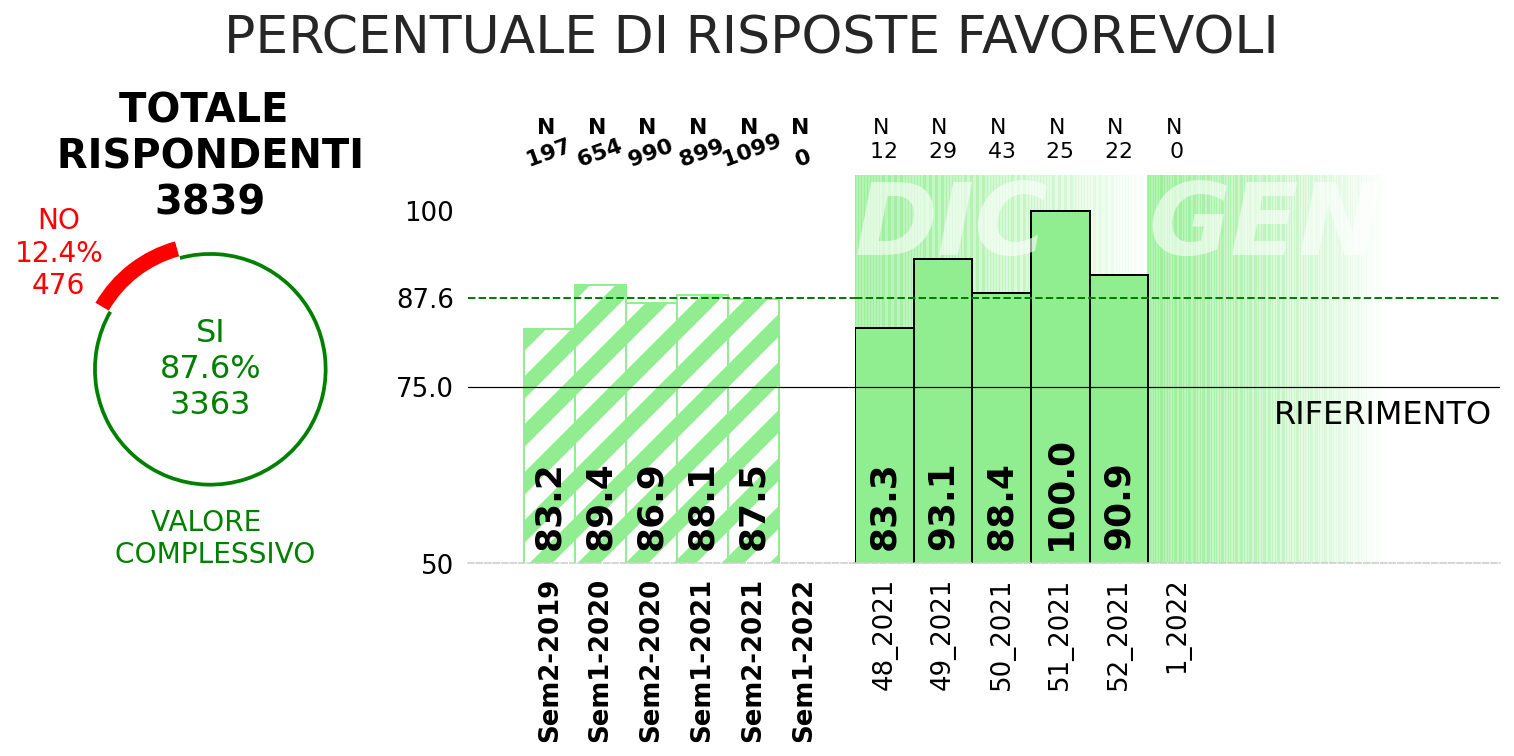 PERCENTUALE DI RISPOSTE FAVOREVOLI
TOTALE
RISPONDENTI
3839
NO
12.4%
476
SI
87.6%
3363
VALORE
COMPLESSIVO
N N N N N N
197 654 990 899 1099 0
N N N N N N
12 29 43 25 22 0
DIC GEN
100
87.6
75.0
50
RIFERIMENTO
83.2 89.4 86.9 88.1 87.5
83.3 93.1 88.4 100.0 90.9
Sem2-2019 Sem1-2020 Sem2-2020 Sem1-2021 Sem2-2021 Sem1-2022
48_2021 49_2021 50_2021 51_2021 52_2021 1_2022